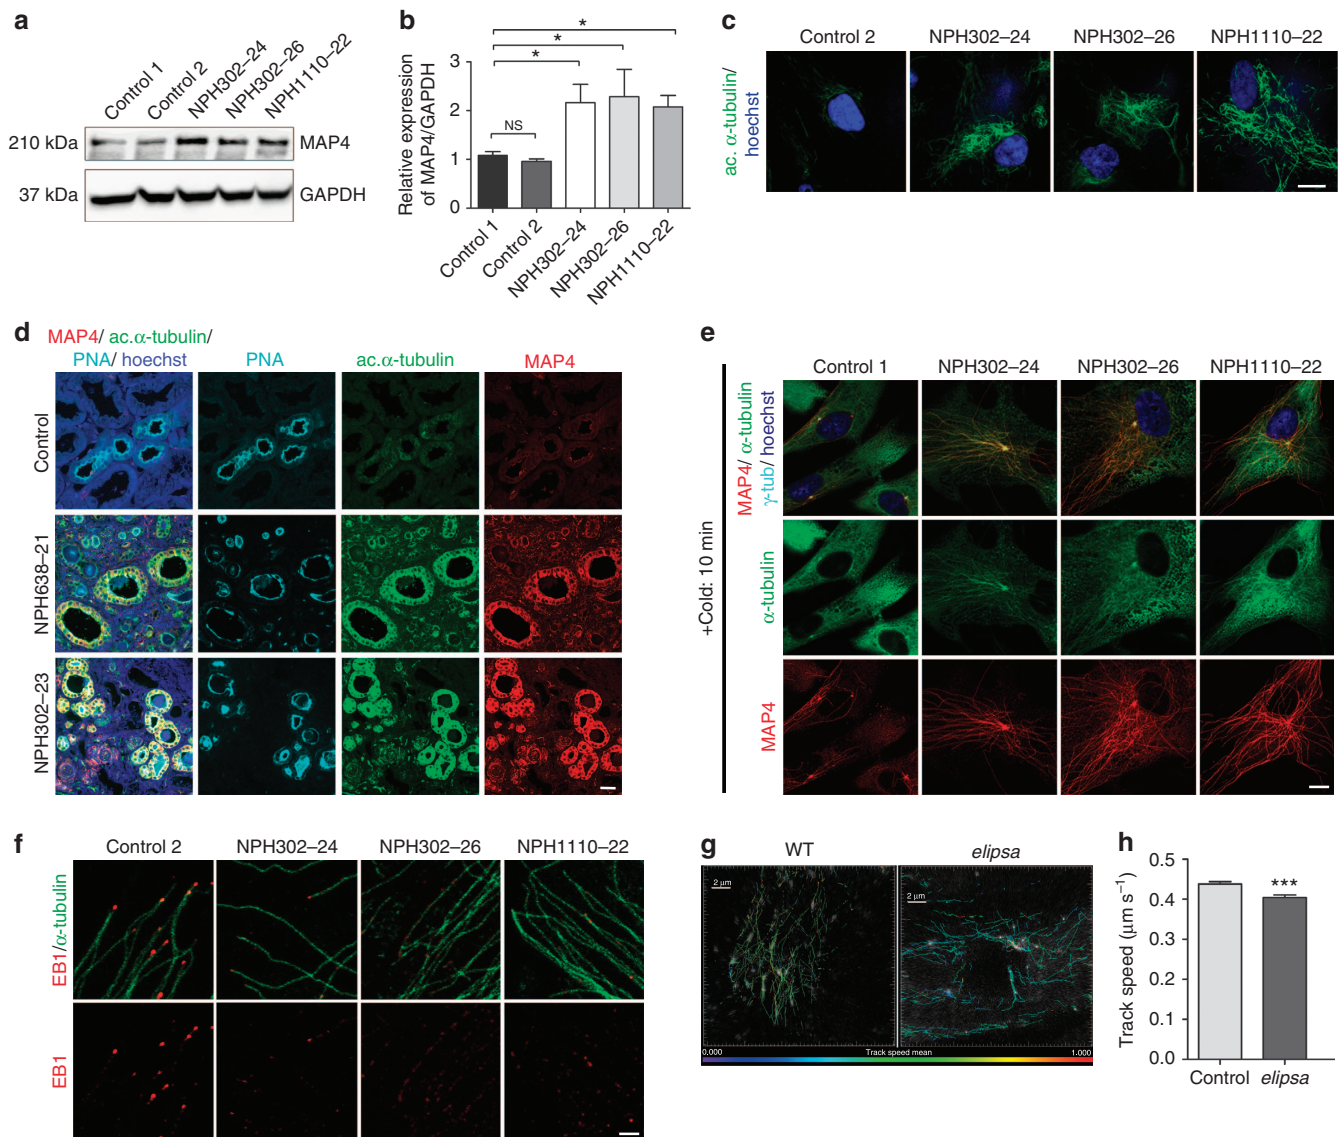 a
Control 1
Control 2
NPH302–24
NPH302–26
NPH1110–22
210 kDa
MAP4
37 kDa
GAPDH
b
*
*
*
NS
Relative expression
of MAP4/GAPDH
3
2
1
0
Control 1
Control 2
NPH302–24
NPH302–26
NPH1110–22
c
Control 2
NPH302–24
NPH302–26
NPH1110–22
ac. α-tubulin/
hoechst
d
MAP4/ ac.α-tubulin/
PNA/ hoechst
PNA
ac.α-tubulin
MAP4
Control
NPH638–21
NPH302–23
e
Control 1
NPH302–24
NPH302–26
NPH1110–22
+Cold: 10 min
MAP4/ α-tubulin
γ-tub/ hoechst
α-tubulin
MAP4
f
Control 2
NPH302–24
NPH302–26
NPH1110–22
EB1/α-tubulin
EB1
g
WT
elipsa
2 μm
2 μm
0.000
Track speed mean
1.000
h
Track speed (μm s⁻¹)
0.5
0.4
0.3
0.2
0.1
0.0
***
Control
elipsa